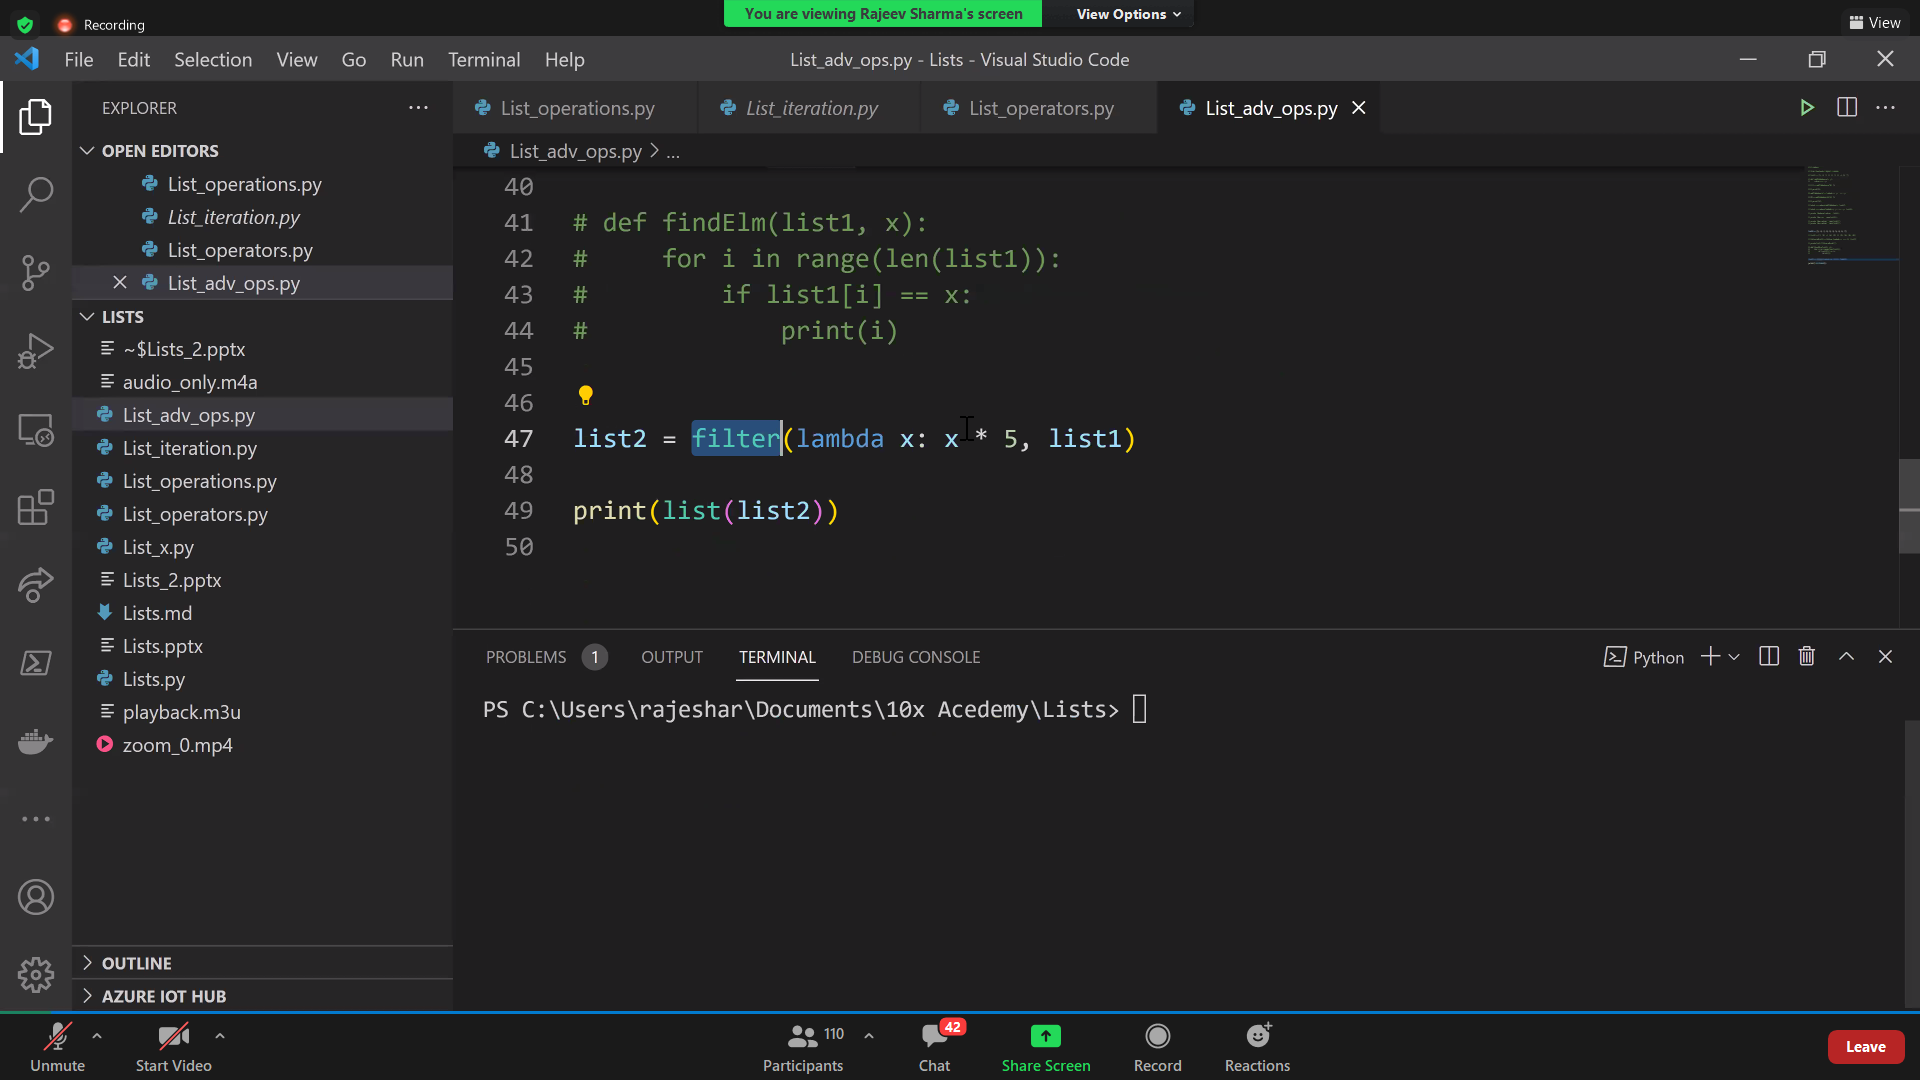 Recording
You are viewing Rajeev Sharma's screen
View Options
View
File Edit Selection View Go Run Terminal Help
List_adv_ops.py - Lists - Visual Studio Code
EXPLORER
OPEN EDITORS
List_operations.py
List_iteration.py
List_operators.py
List_adv_ops.py
LISTS
~$Lists_2.pptx
audio_only.m4a
List_adv_ops.py
List_iteration.py
List_operations.py
List_operators.py
List_x.py
Lists_2.pptx
Lists.md
Lists.pptx
Lists.py
playback.m3u
zoom_0.mp4
OUTLINE
AZURE IOT HUB
List_operations.py List_iteration.py List_operators.py List_adv_ops.py
List_adv_ops.py > ...
40
41 # def findElm(list1, x):
42 #     for i in range(len(list1)):
43 #         if list1[i] == x:
44 #             print(i)
45
46
47 list2 = filter(lambda x: x * 5, list1)
48
49 print(list(list2))
50
PROBLEMS 1 OUTPUT TERMINAL DEBUG CONSOLE
Python
PS C:\Users\rajeshar\Documents\10x Acedemy\Lists>
Unmute
Start Video
110
Participants
42
Chat
Share Screen
Record
Reactions
Leave